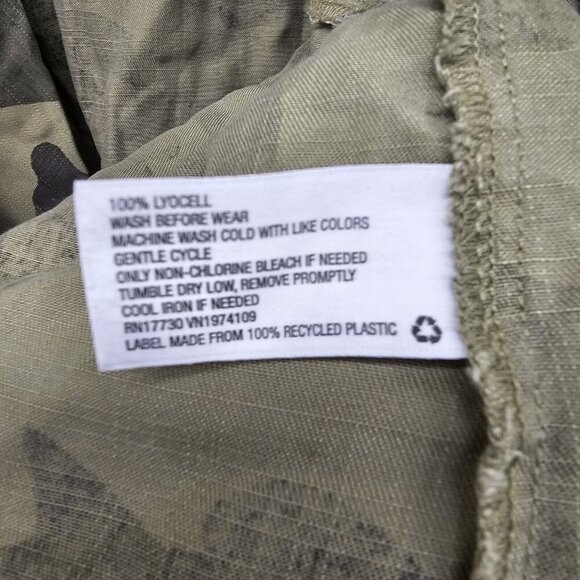 100% LYOCELL
WASH BEFORE WEAR
MACHINE WASH COLD WITH LIKE COLORS
GENTLE CYCLE
ONLY NON-CHLORINE BLEACH IF NEEDED
TUMBLE DRY LOW, REMOVE PROMPTLY
COOL IRON IF NEEDED
RN17730 VN1974109
LABEL MADE FROM 100% RECYCLED PLASTIC